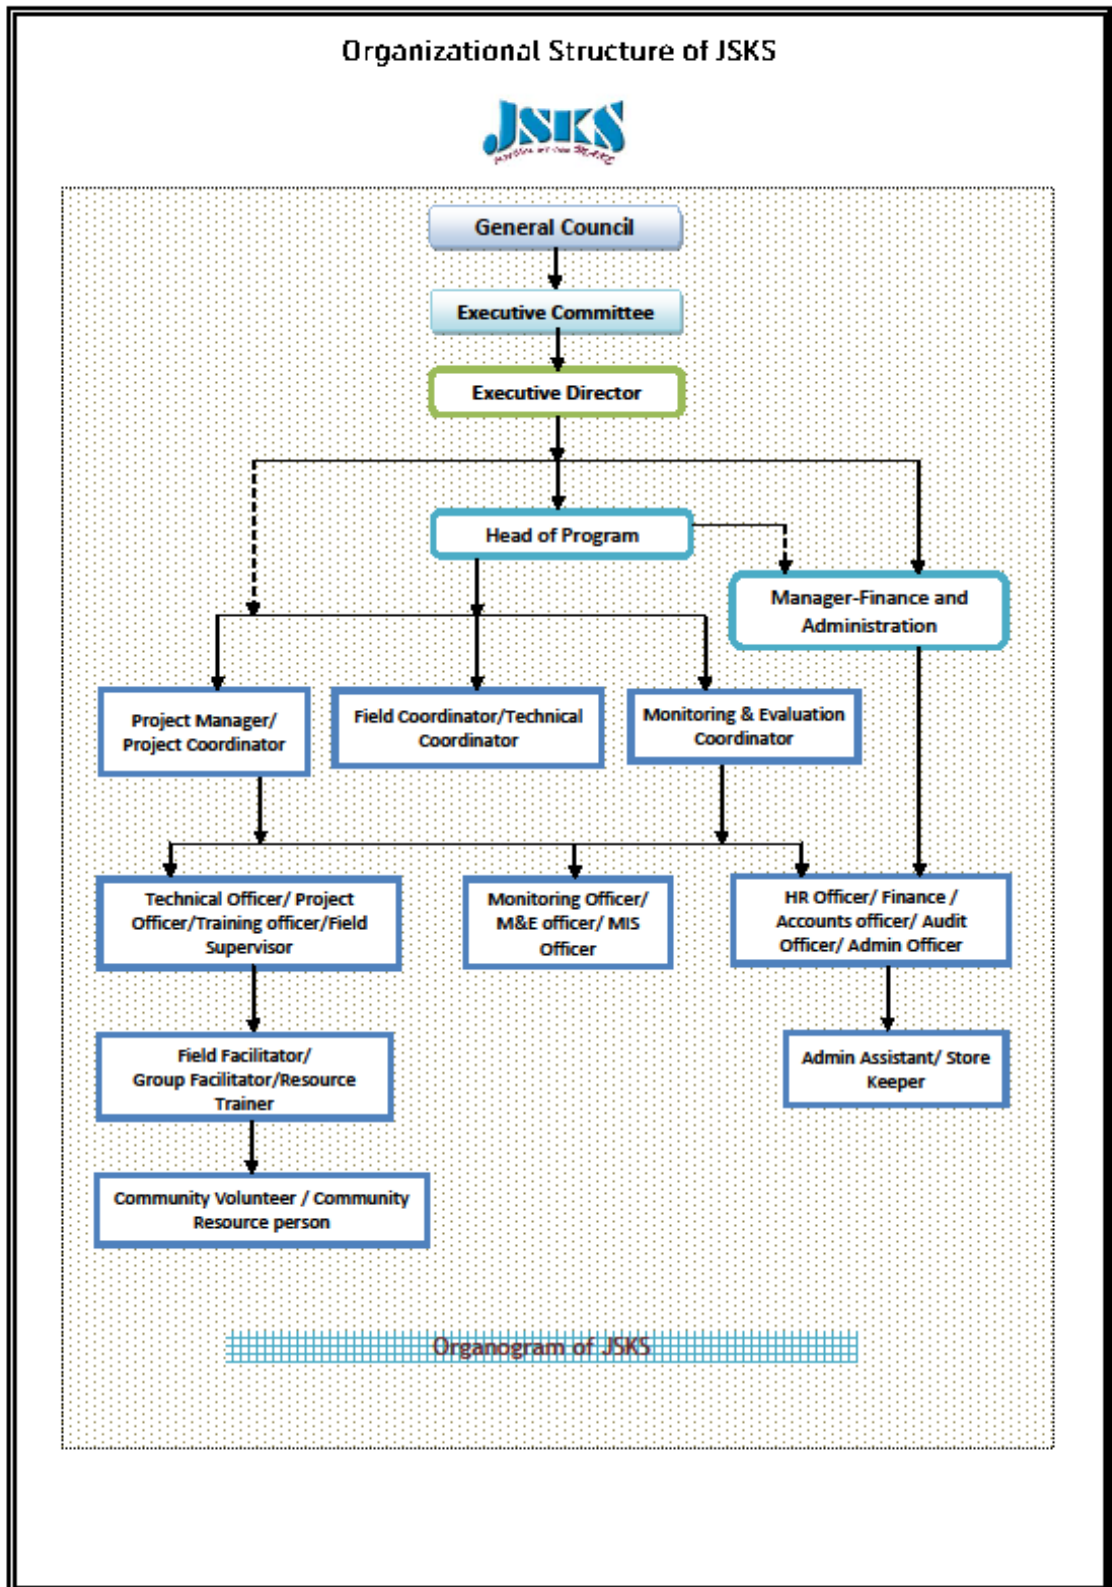 Organizational Structure of JSKS
JSKS
General Council
Executive Committee
Executive Director
Head of Program
Manager-Finance and
Administration
Project Manager/
Project Coordinator
Field Coordinator/Technical
Coordinator
Monitoring & Evaluation
Coordinator
Technical Officer/ Project
Officer/Training officer/Field
Supervisor
Monitoring Officer/
M&E officer/ MIS
Officer
HR Officer/ Finance /
Accounts officer/ Audit
Officer/ Admin Officer
Field Facilitator/
Group Facilitator/Resource
Trainer
Admin Assistant/ Store
Keeper
Community Volunteer / Community
Resource person
Organogram of JSKS